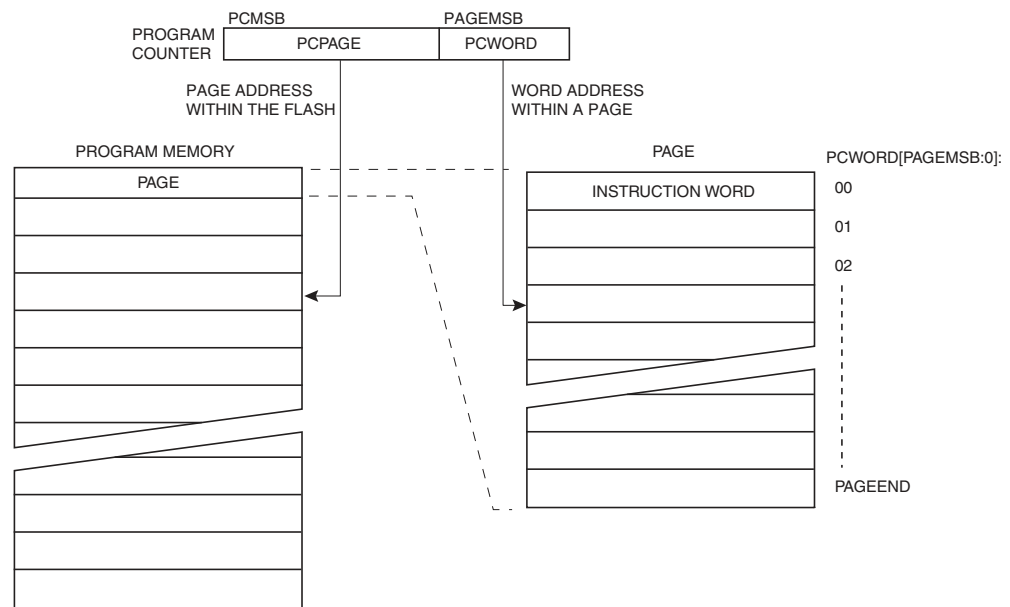 PCMSB PAGEMSB
PROGRAM
COUNTER
PCPAGE PCWORD
PAGE ADDRESS
WITHIN THE FLASH
WORD ADDRESS
WITHIN A PAGE
PROGRAM MEMORY
PAGE
PAGE
PCWORD[PAGEMSB:0]:
INSTRUCTION WORD
00
01
02
PAGEEND